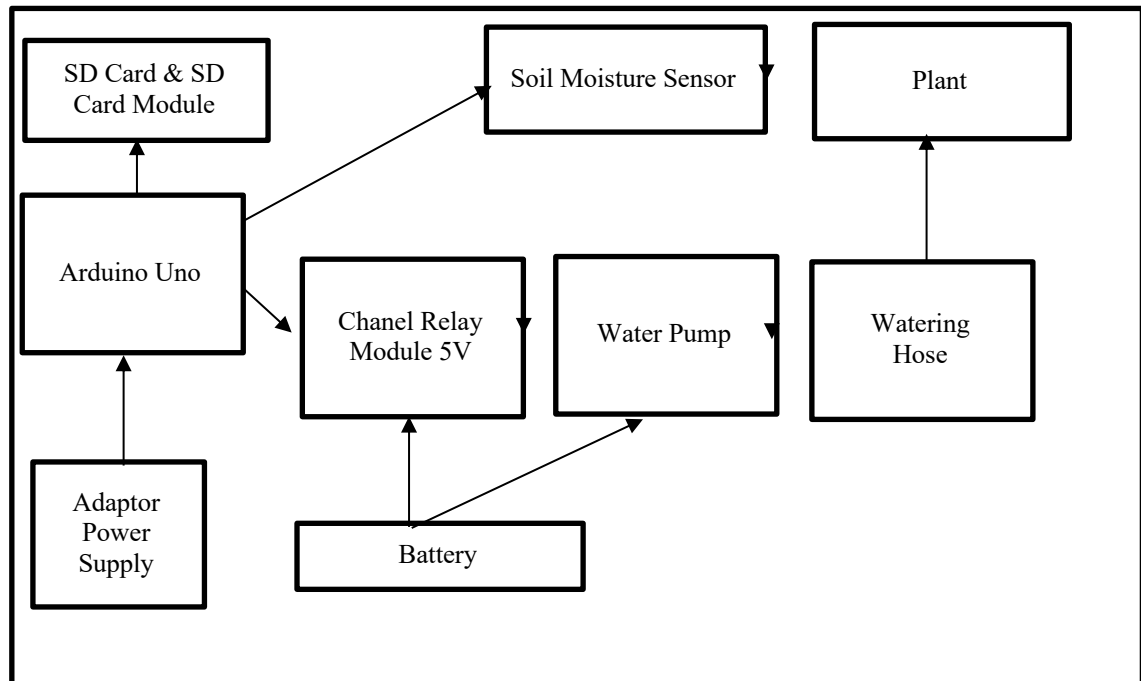 SD Card & SD
Card Module
Soil Moisture Sensor
Plant
Arduino Uno
Chanel Relay
Module 5V
Water Pump
Watering
Hose
Adaptor
Power
Supply
Battery